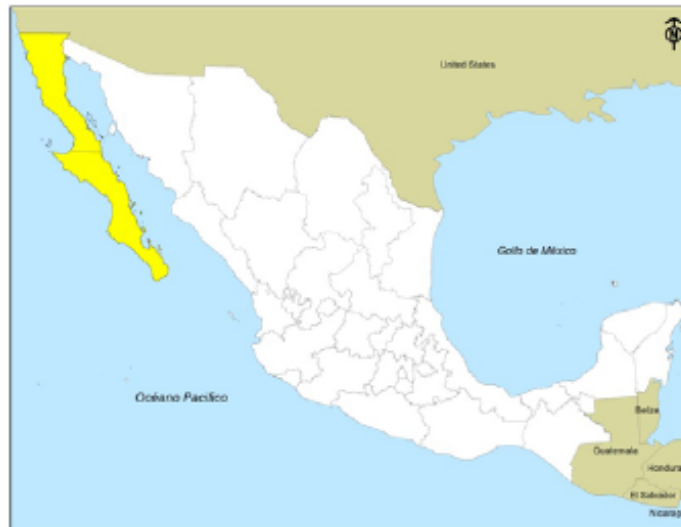 N
United States
Golfo de México
Océano Pacífico
Belize
Guatemala
Hondura
El Salvador
Nicarag